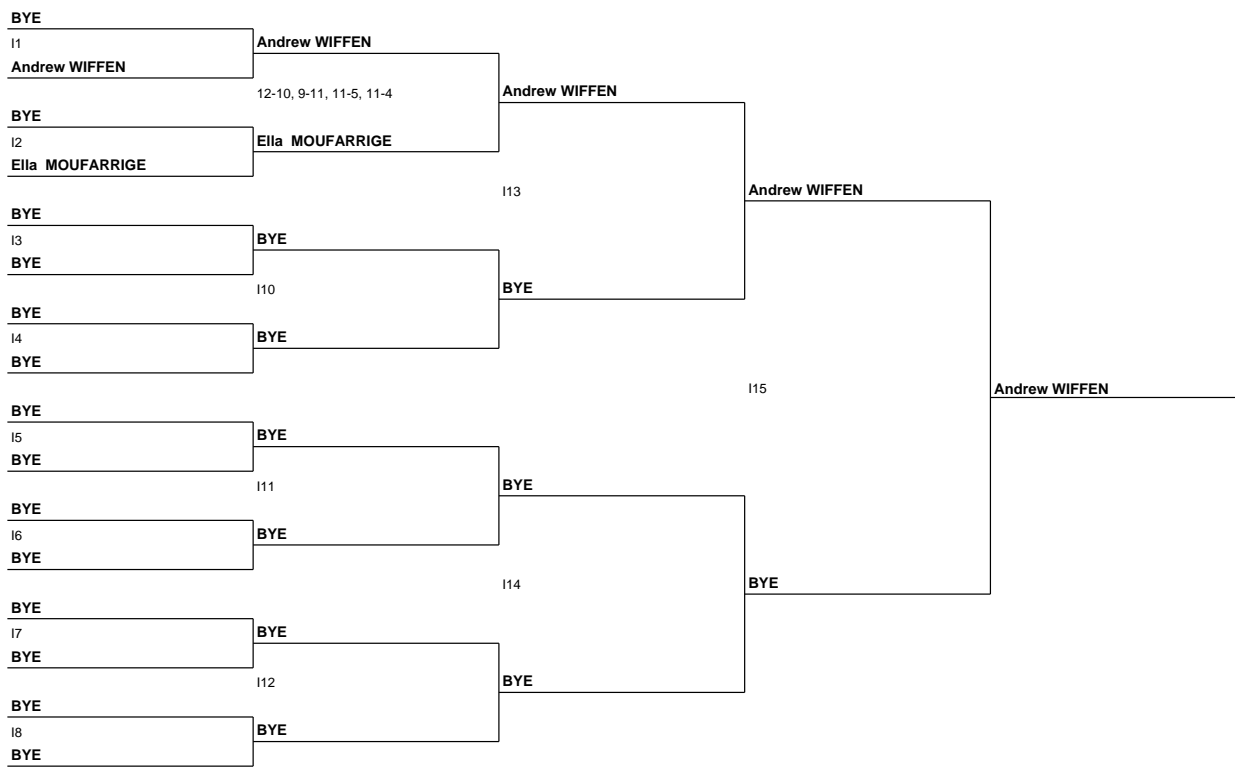 BYE
I1
Andrew WIFFEN
BYE
I2
Ella MOUFARRIGE
BYE
I3
BYE
BYE
I4
BYE
BYE
I5
BYE
BYE
I6
BYE
BYE
I7
BYE
BYE
I8
BYE
Andrew WIFFEN
12-10, 9-11, 11-5, 11-4
Ella MOUFARRIGE
BYE
I10
BYE
BYE
I11
BYE
BYE
I12
BYE
Andrew WIFFEN
I13
BYE
BYE
I14
BYE
Andrew WIFFEN
I15
BYE
Andrew WIFFEN